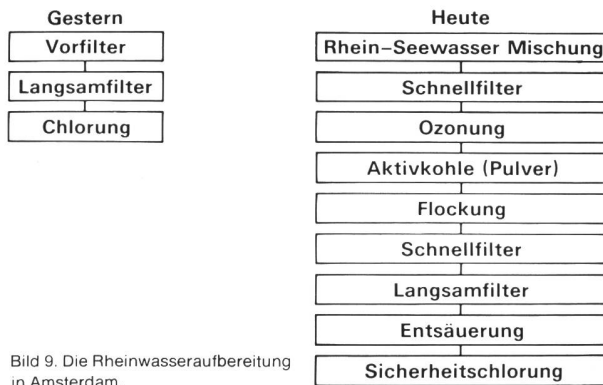 Gestern
Vorfilter
Langsamfilter
Chlorung
Heute
Rhein–Seewasser Mischung
Schnellfilter
Ozonung
Aktivkohle (Pulver)
Flockung
Schnellfilter
Langsamfilter
Entsäuerung
Sicherheitschlorung
Bild 9. Die Rheinwasseraufbereitung
in Amsterdam